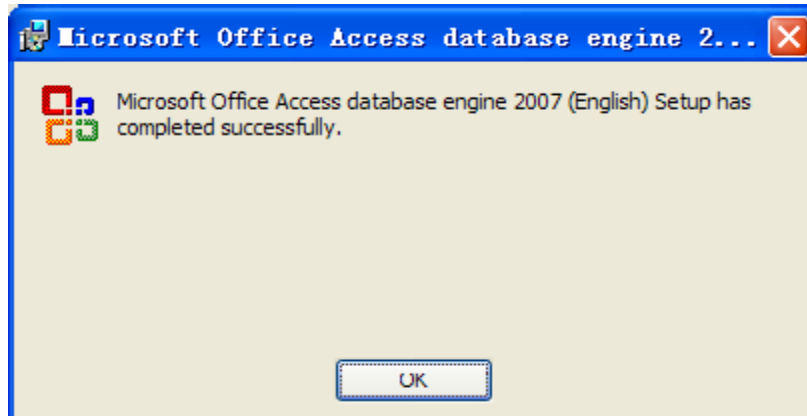 Microsoft Office Access database engine 2...
Microsoft Office Access database engine 2007 (English) Setup has
completed successfully.
OK